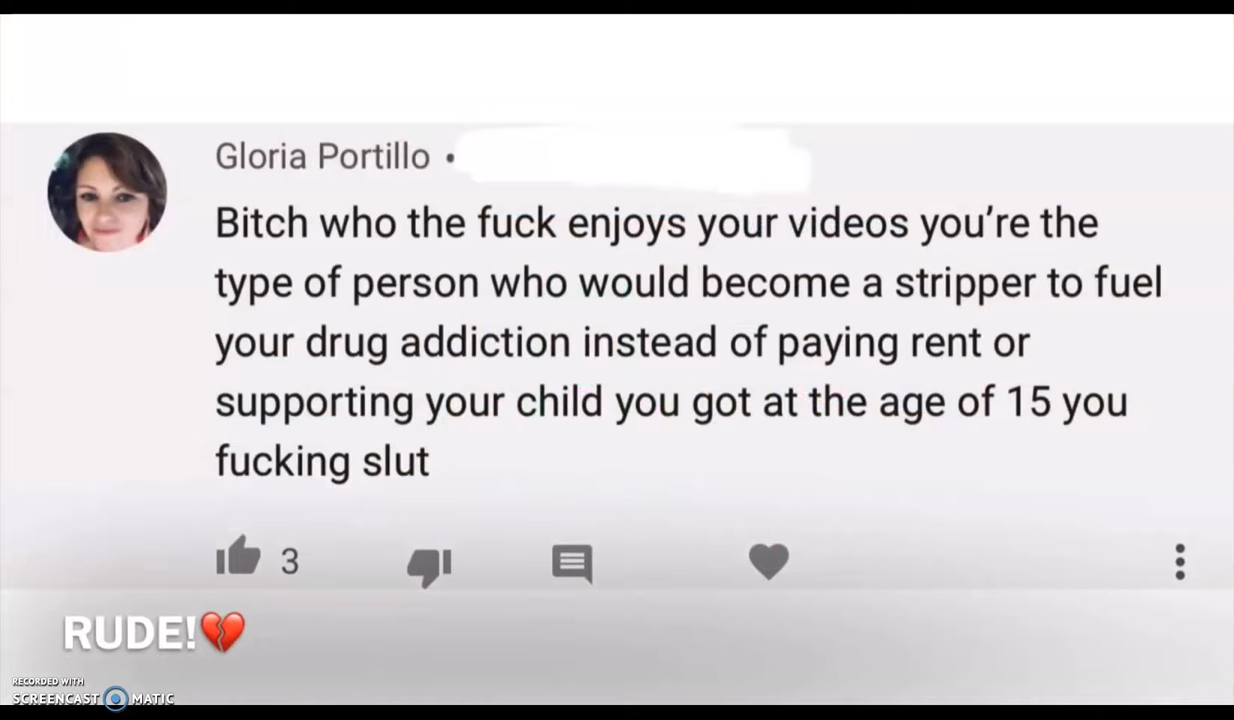 Gloria Portillo •
Bitch who the fuck enjoys your videos you're the
type of person who would become a stripper to fuel
your drug addiction instead of paying rent or
supporting your child you got at the age of 15 you
fucking slut
3
RUDE!💔
RECORDED WITH
SCREENCAST MATIC